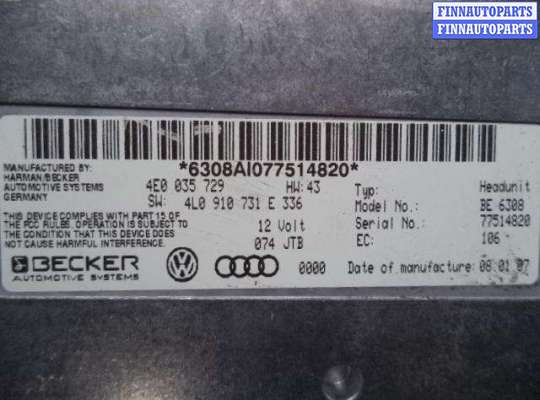 FINNAUTOPARTS
FINNAUTOPARTS
*6308AI077514820*
MANUFACTURED BY:
HARMAN/BECKER
AUTOMOTIVE SYSTEMS
GERMANY
4E0 035 729 HW: 43
SW: 4L0 910 731 E 336
THIS DEVICE COMPLIES WITH PART 15 OF
THE FCC RULES. OPERATION IS SUBJECT TO
THE CONDITION THAT THIS DEVICE DOES
NOT CAUSE HARMFUL INTERFERENCE.
12 Volt
074 JTB
Typ: Headunit
Model No.: BE 6308
Serial No.: 77514820
EC: 106
BECKER
AUTOMOTIVE SYSTEMS
0000 Date of manufacture: 08.01.07